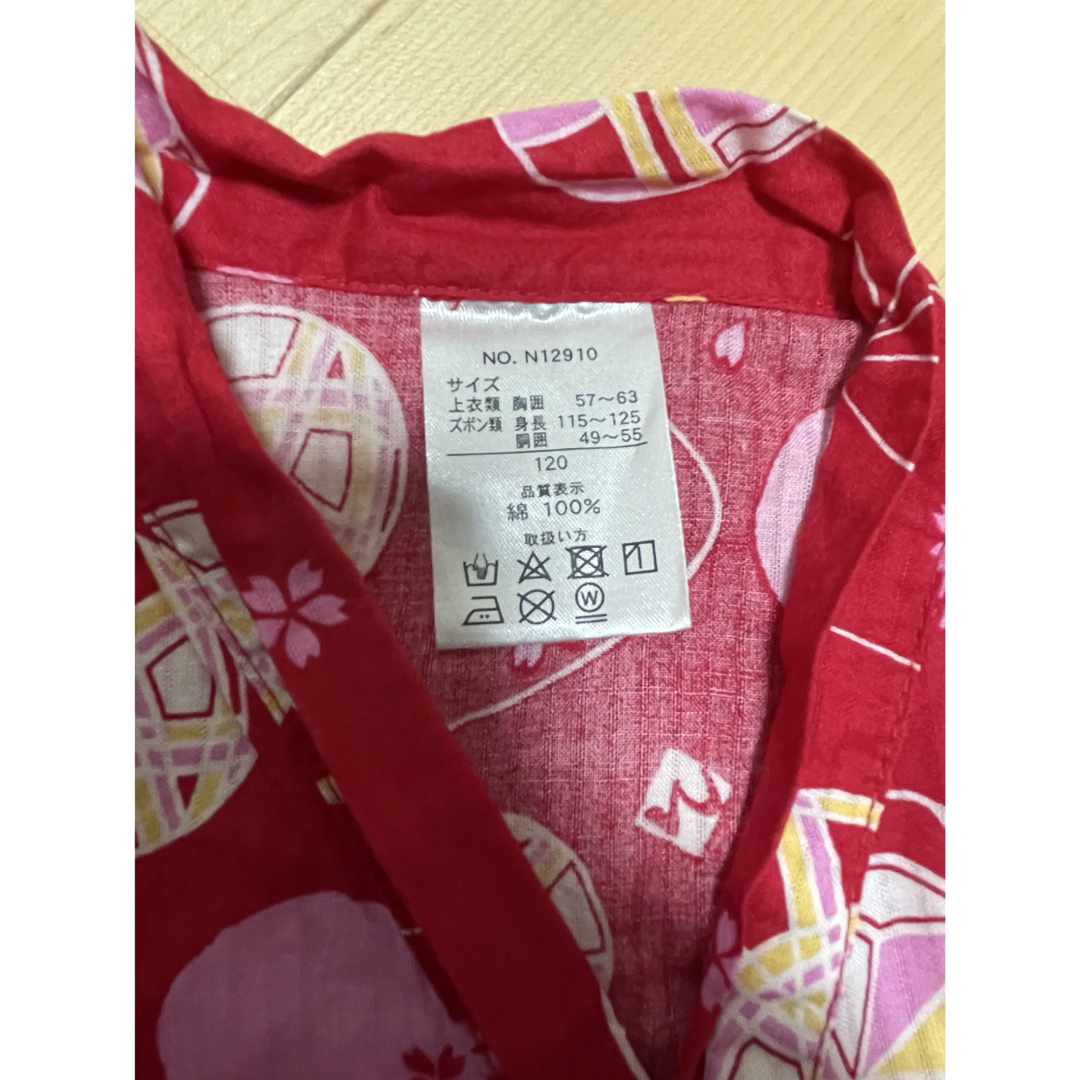 NO. N12910
サイズ
上衣類 胸囲 57〜63
ズボン類 身長 115〜125
胴囲 49〜55
120
品質表示
綿 100%
取扱い方
W